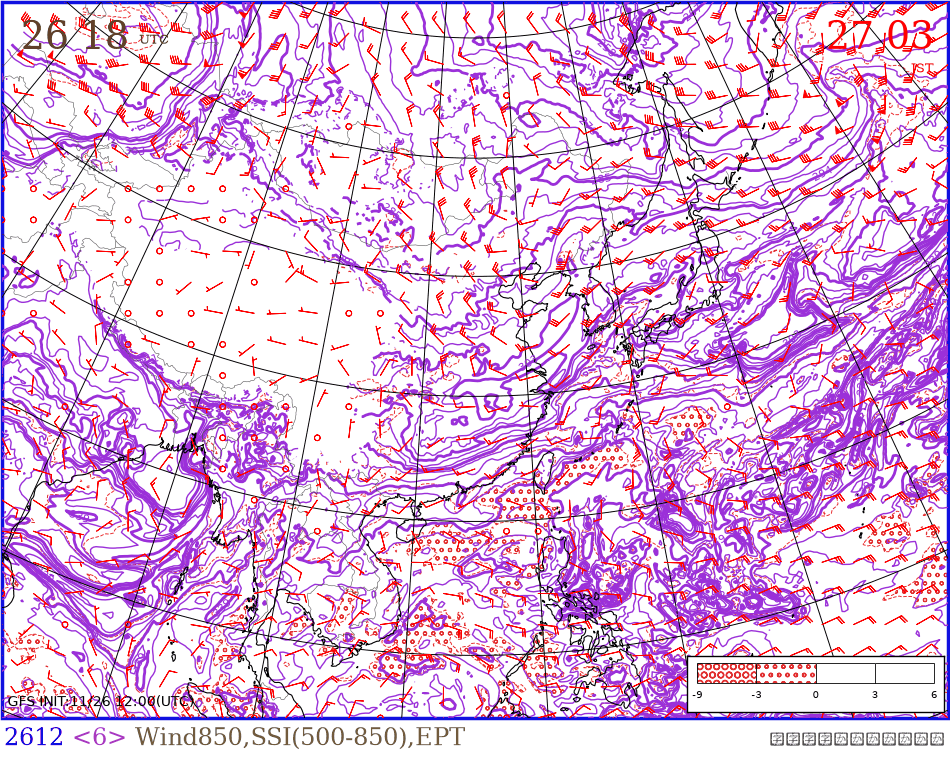 26 18 UTC
27 03
JST
-9 -3 0 3 6
GFS INIT:11/26 12:00(UTC)
2612 <6> Wind850,SSI(500-850),EPT